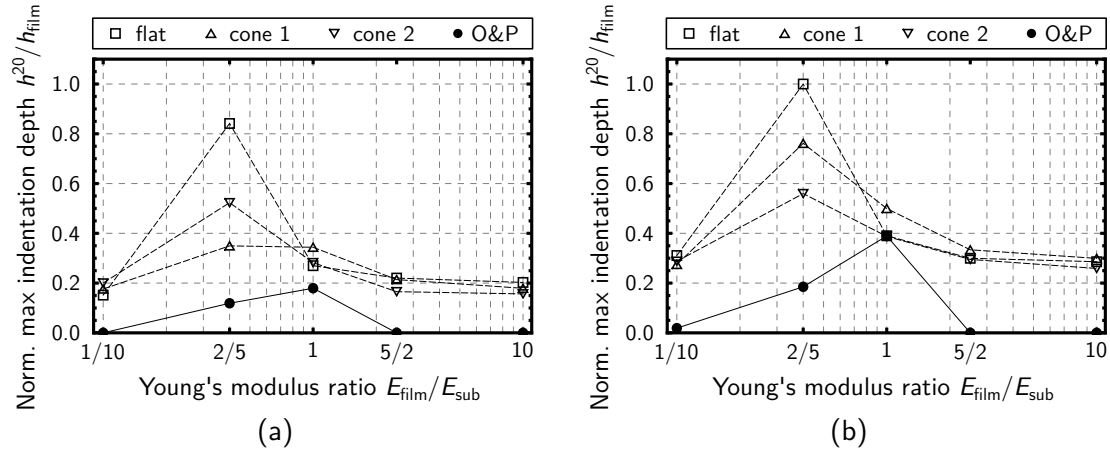 flat cone 1 cone 2 O&P
Norm. max indentation depth h²⁰/h_film
1.0
0.8
0.6
0.4
0.2
0.0
1/10 2/5 1 5/2 10
Young's modulus ratio E_film/E_sub
(a)
flat cone 1 cone 2 O&P
Norm. max indentation depth h²⁰/h_film
1.0
0.8
0.6
0.4
0.2
0.0
1/10 2/5 1 5/2 10
Young's modulus ratio E_film/E_sub
(b)